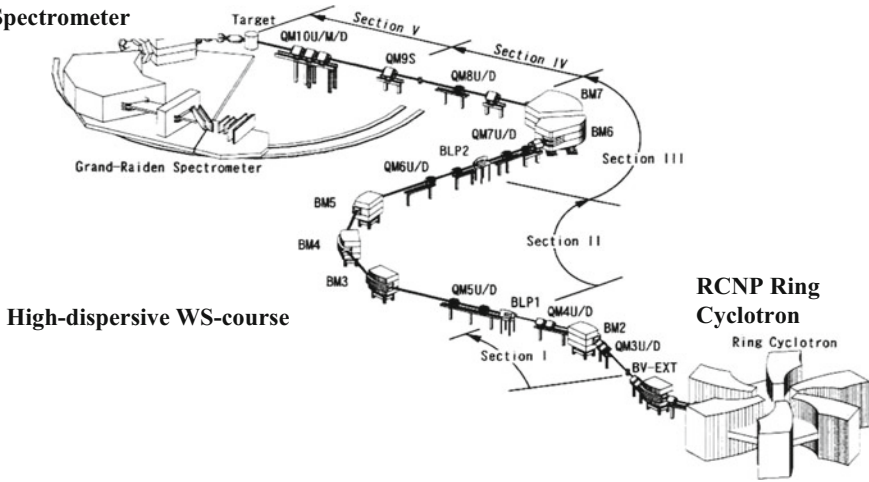 Spectrometer
Target
Section V
QM10U/M/D
Section IV
QM9S
QM8U/D
BM7
QM7U/D
BM6
BLP2
QM6U/D
Section III
Grand-Raiden Spectrometer
BM5
BM4
Section II
BM3
QM5U/D
BLP1
RCNP Ring
Cyclotron
High-dispersive WS-course
QM4U/D
BM2
Ring Cyclotron
QM3U/D
Section I
BV-EXT